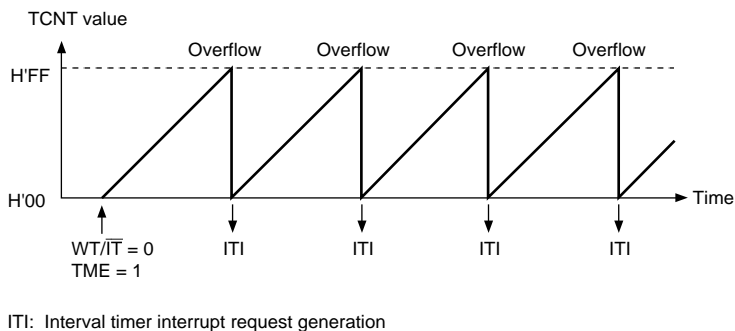 TCNT value
Overflow Overflow Overflow Overflow
H'FF
H'00
Time
WT/I̅T̅ = 0
TME = 1
ITI ITI ITI ITI
ITI: Interval timer interrupt request generation